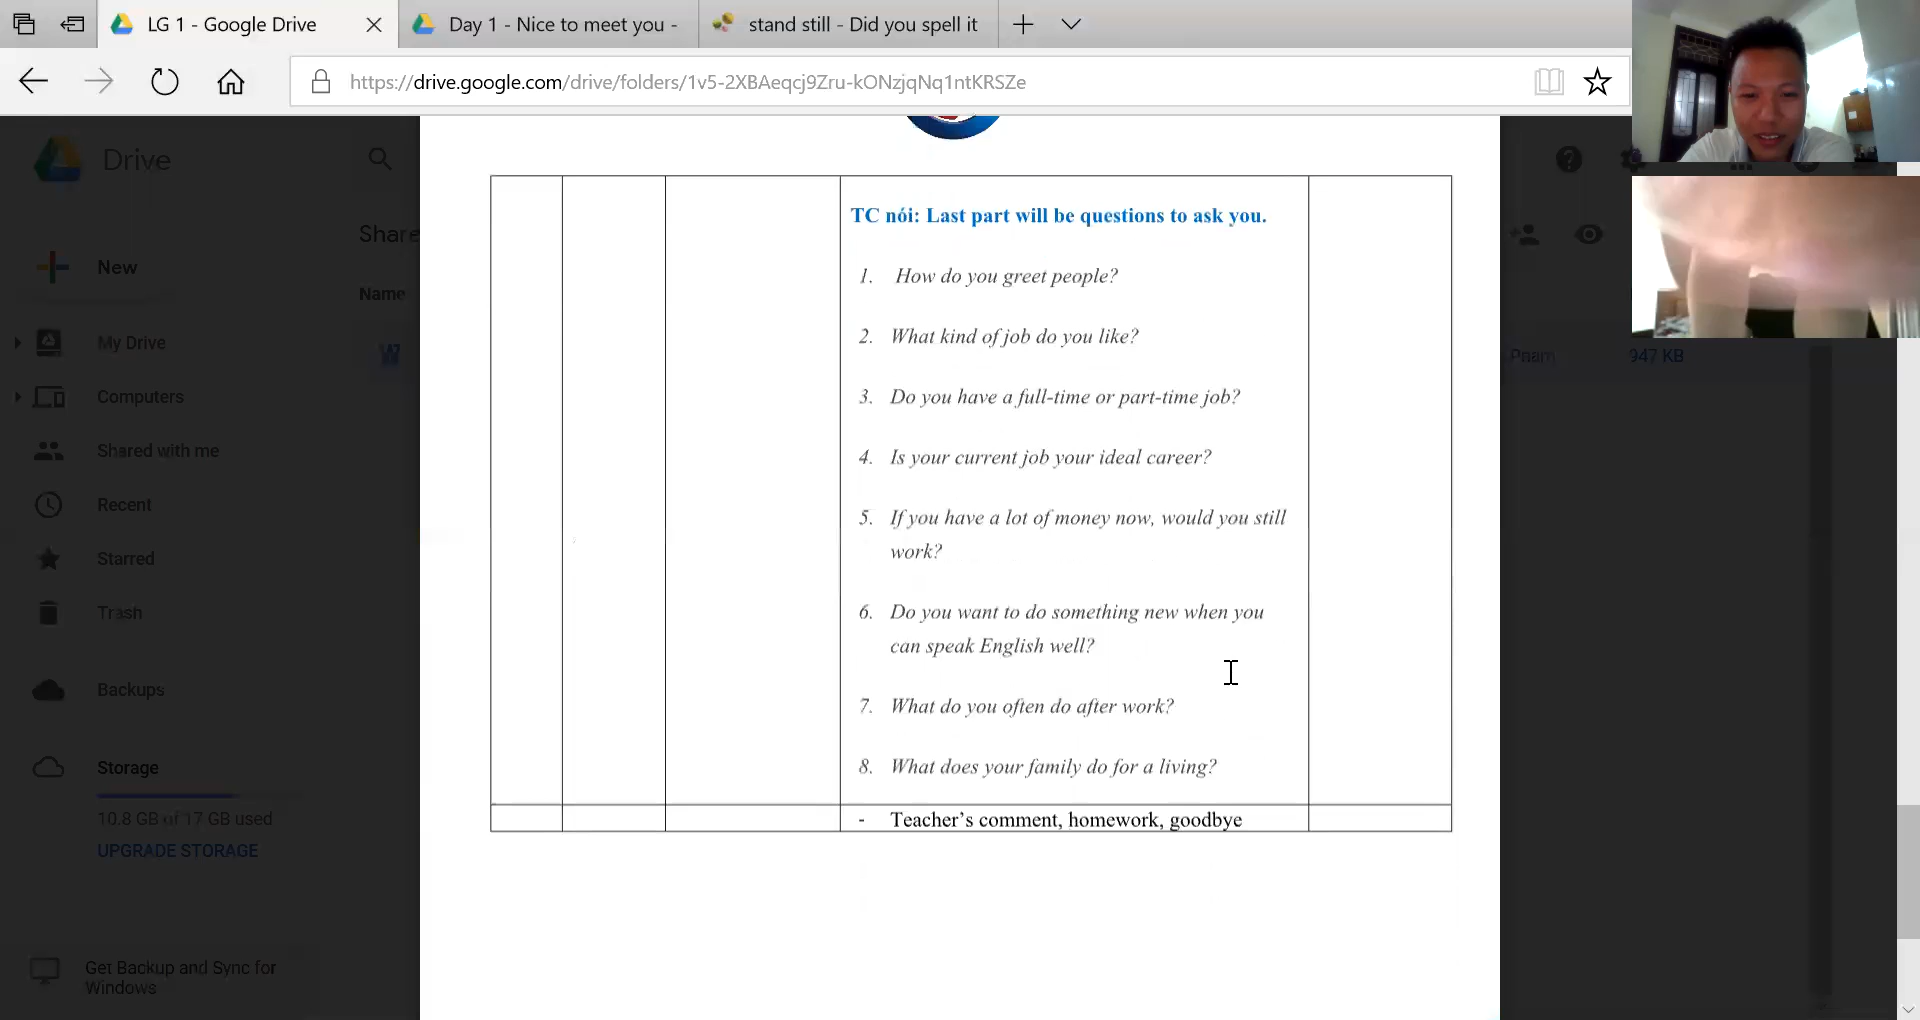 LG 1 - Google Drive
Day 1 - Nice to meet you -
stand still - Did you spell it
https://drive.google.com/drive/folders/1v5-2XBAeqcj9Zru-kONzjqNq1ntKRSZe
Drive
Share
New
Name
My Drive
Computers
Shared with me
Recent
Starred
Trash
Backups
Storage
10.8 GB of 17 GB used
UPGRADE STORAGE
Get Backup and Sync for
Windows
W
947 KB
TC nói: Last part will be questions to ask you.
1. How do you greet people?
2. What kind of job do you like?
3. Do you have a full-time or part-time job?
4. Is your current job your ideal career?
5. If you have a lot of money now, would you still
work?
6. Do you want to do something new when you
can speak English well?
7. What do you often do after work?
8. What does your family do for a living?
- Teacher's comment, homework, goodbye